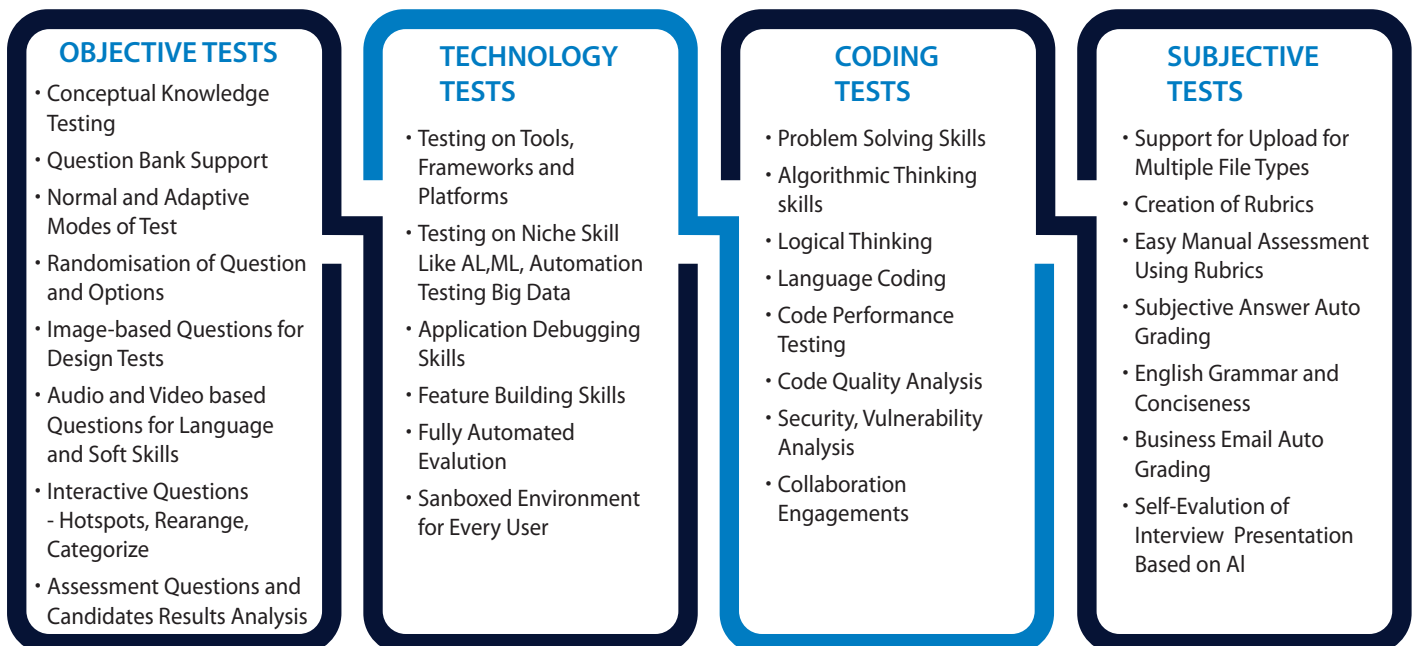 OBJECTIVE TESTS
• Conceptual Knowledge
Testing
• Question Bank Support
• Normal and Adaptive
Modes of Test
• Randomisation of Question
and Options
• Image-based Questions for
Design Tests
• Audio and Video based
Questions for Language
and Soft Skills
• Interactive Questions
- Hotspots, Rearange,
Categorize
• Assessment Questions and
Candidates Results Analysis
TECHNOLOGY
TESTS
• Testing on Tools,
Frameworks and
Platforms
• Testing on Niche Skill
Like AL,ML, Automation
Testing Big Data
• Application Debugging
Skills
• Feature Building Skills
• Fully Automated
Evalution
• Sanboxed Environment
for Every User
CODING
TESTS
• Problem Solving Skills
• Algorithmic Thinking
skills
• Logical Thinking
• Language Coding
• Code Performance
Testing
• Code Quality Analysis
• Security, Vulnerability
Analysis
• Collaboration
Engagements
SUBJECTIVE
TESTS
• Support for Upload for
Multiple File Types
• Creation of Rubrics
• Easy Manual Assessment
Using Rubrics
• Subjective Answer Auto
Grading
• English Grammar and
Conciseness
• Business Email Auto
Grading
• Self-Evalution of
Interview Presentation
Based on Al